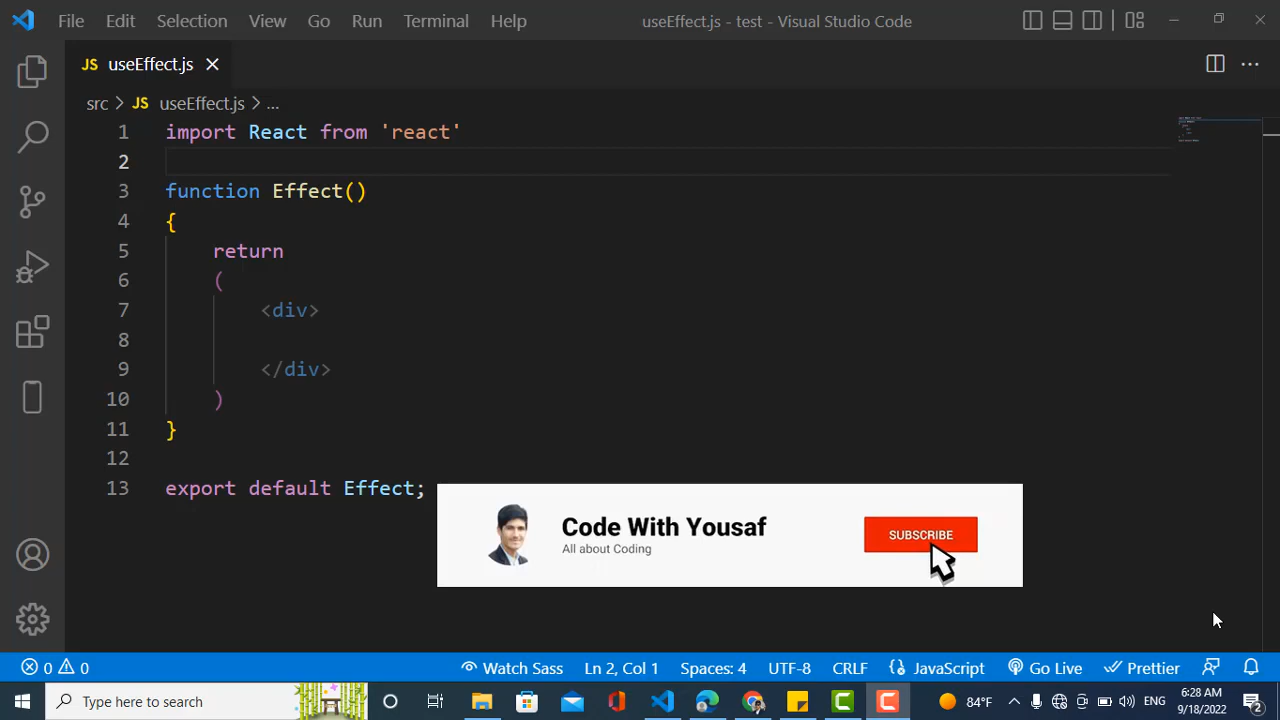 File Edit Selection View Go Run Terminal Help useEffect.js - test - Visual Studio Code
JS useEffect.js
src > JS useEffect.js > ...
1 import React from 'react'
2
3 function Effect()
4 {
5 return
6 (
7 <div>
8
9 </div>
10 )
11 }
12
13 export default Effect;
Code With Yousaf
All about Coding
SUBSCRIBE
0 0 Watch Sass Ln 2, Col 1 Spaces: 4 UTF-8 CRLF JavaScript Go Live Prettier
Type here to search 84°F ENG 6:28 AM
9/18/2022 2